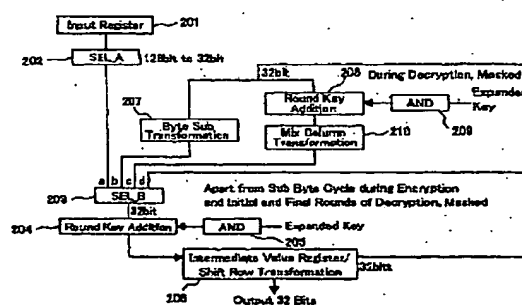 Input Register
201
202
SEL A
128bit to 32bit
32bit
208
During Decryption, Masked
207
Round Key
Addition
AND
Expanded
Key
209
Byte Sub
Transformation
Mix Column
Transformation
210
a b c d
203
SEL B
Apart from Sub Byte Cycle during Encryption
and Initial and Final Rounds of Decryption, Masked
32bit
204
Round Key Addition
AND
Expanded Key
205
Intermediate Value Register/
Shift Row Transformation
32bits
206
Output 32 Bits